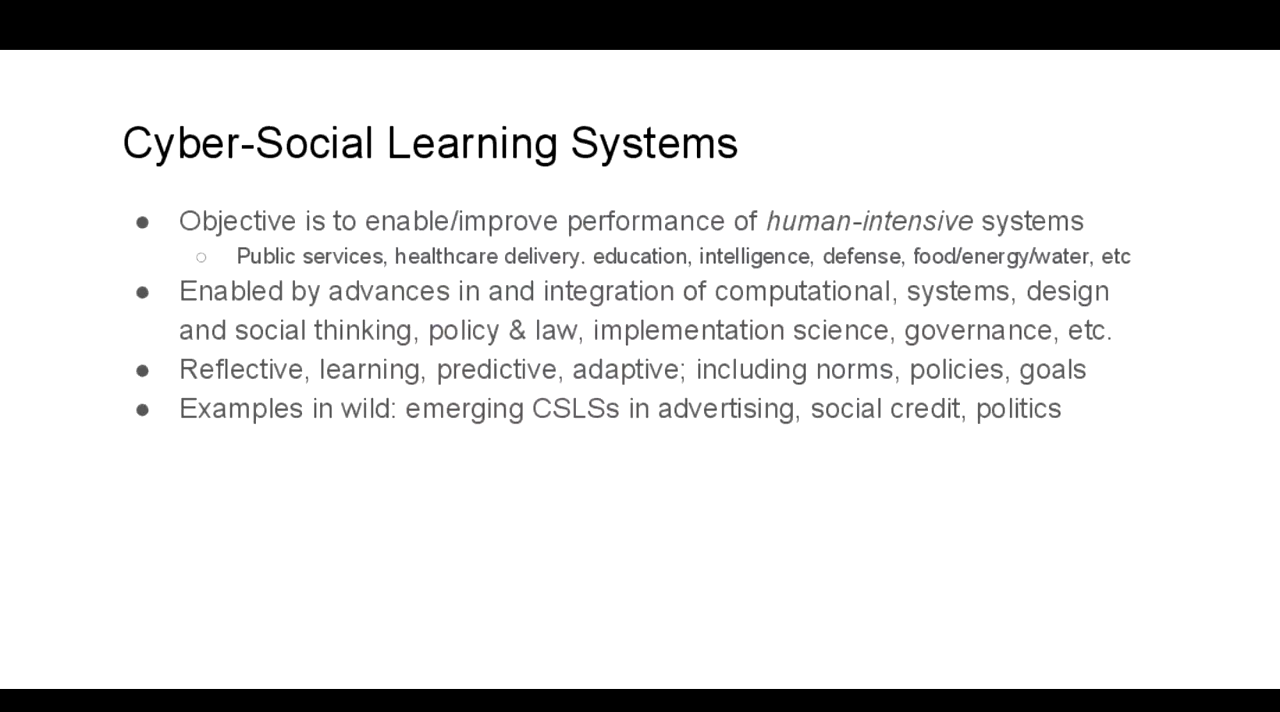 Cyber-Social Learning Systems
● Objective is to enable/improve performance of human-intensive systems
○ Public services, healthcare delivery. education, intelligence, defense, food/energy/water, etc
● Enabled by advances in and integration of computational, systems, design
and social thinking, policy & law, implementation science, governance, etc.
● Reflective, learning, predictive, adaptive; including norms, policies, goals
● Examples in wild: emerging CSLSs in advertising, social credit, politics